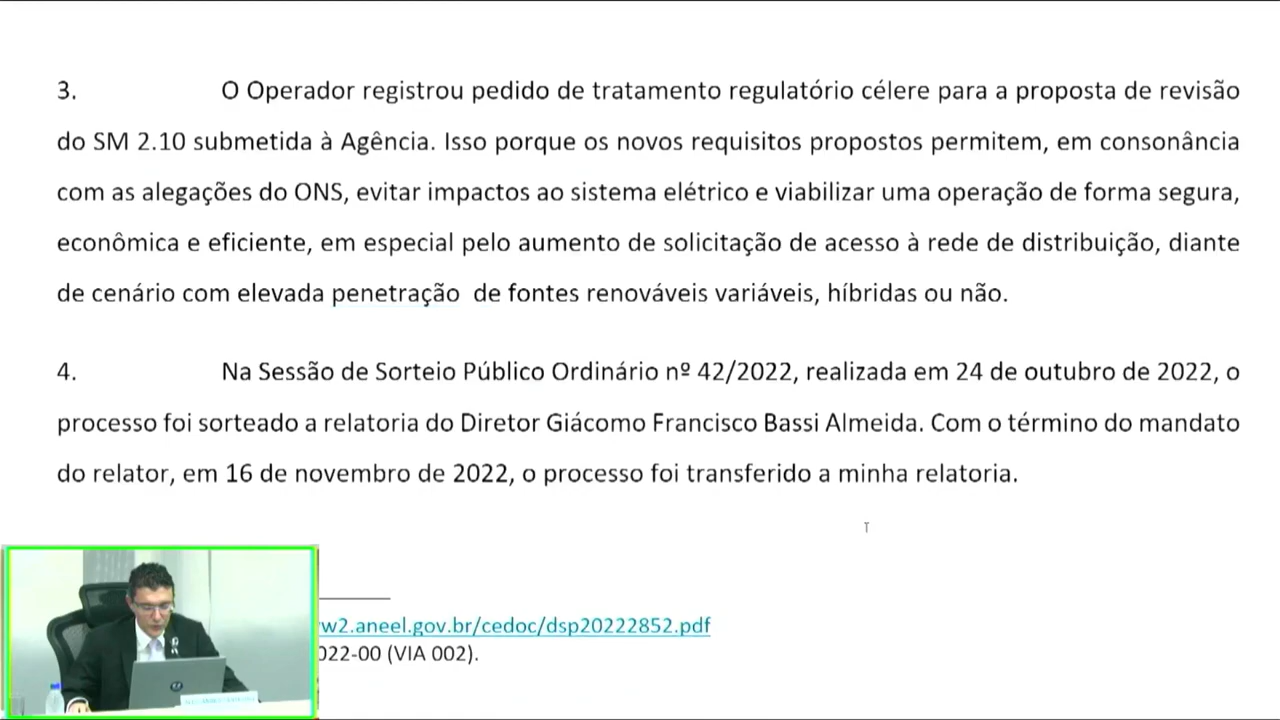 3. O Operador registrou pedido de tratamento regulatório célere para a proposta de revisão
do SM 2.10 submetida à Agência. Isso porque os novos requisitos propostos permitem, em consonância
com as alegações do ONS, evitar impactos ao sistema elétrico e viabilizar uma operação de forma segura,
econômica e eficiente, em especial pelo aumento de solicitação de acesso à rede de distribuição, diante
de cenário com elevada penetração de fontes renováveis variáveis, híbridas ou não.
4. Na Sessão de Sorteio Público Ordinário nº 42/2022, realizada em 24 de outubro de 2022, o
processo foi sorteado a relatoria do Diretor Giácomo Francisco Bassi Almeida. Com o término do mandato
do relator, em 16 de novembro de 2022, o processo foi transferido a minha relatoria.
w2.aneel.gov.br/cedoc/dsp20222852.pdf
022-00 (VIA 002).